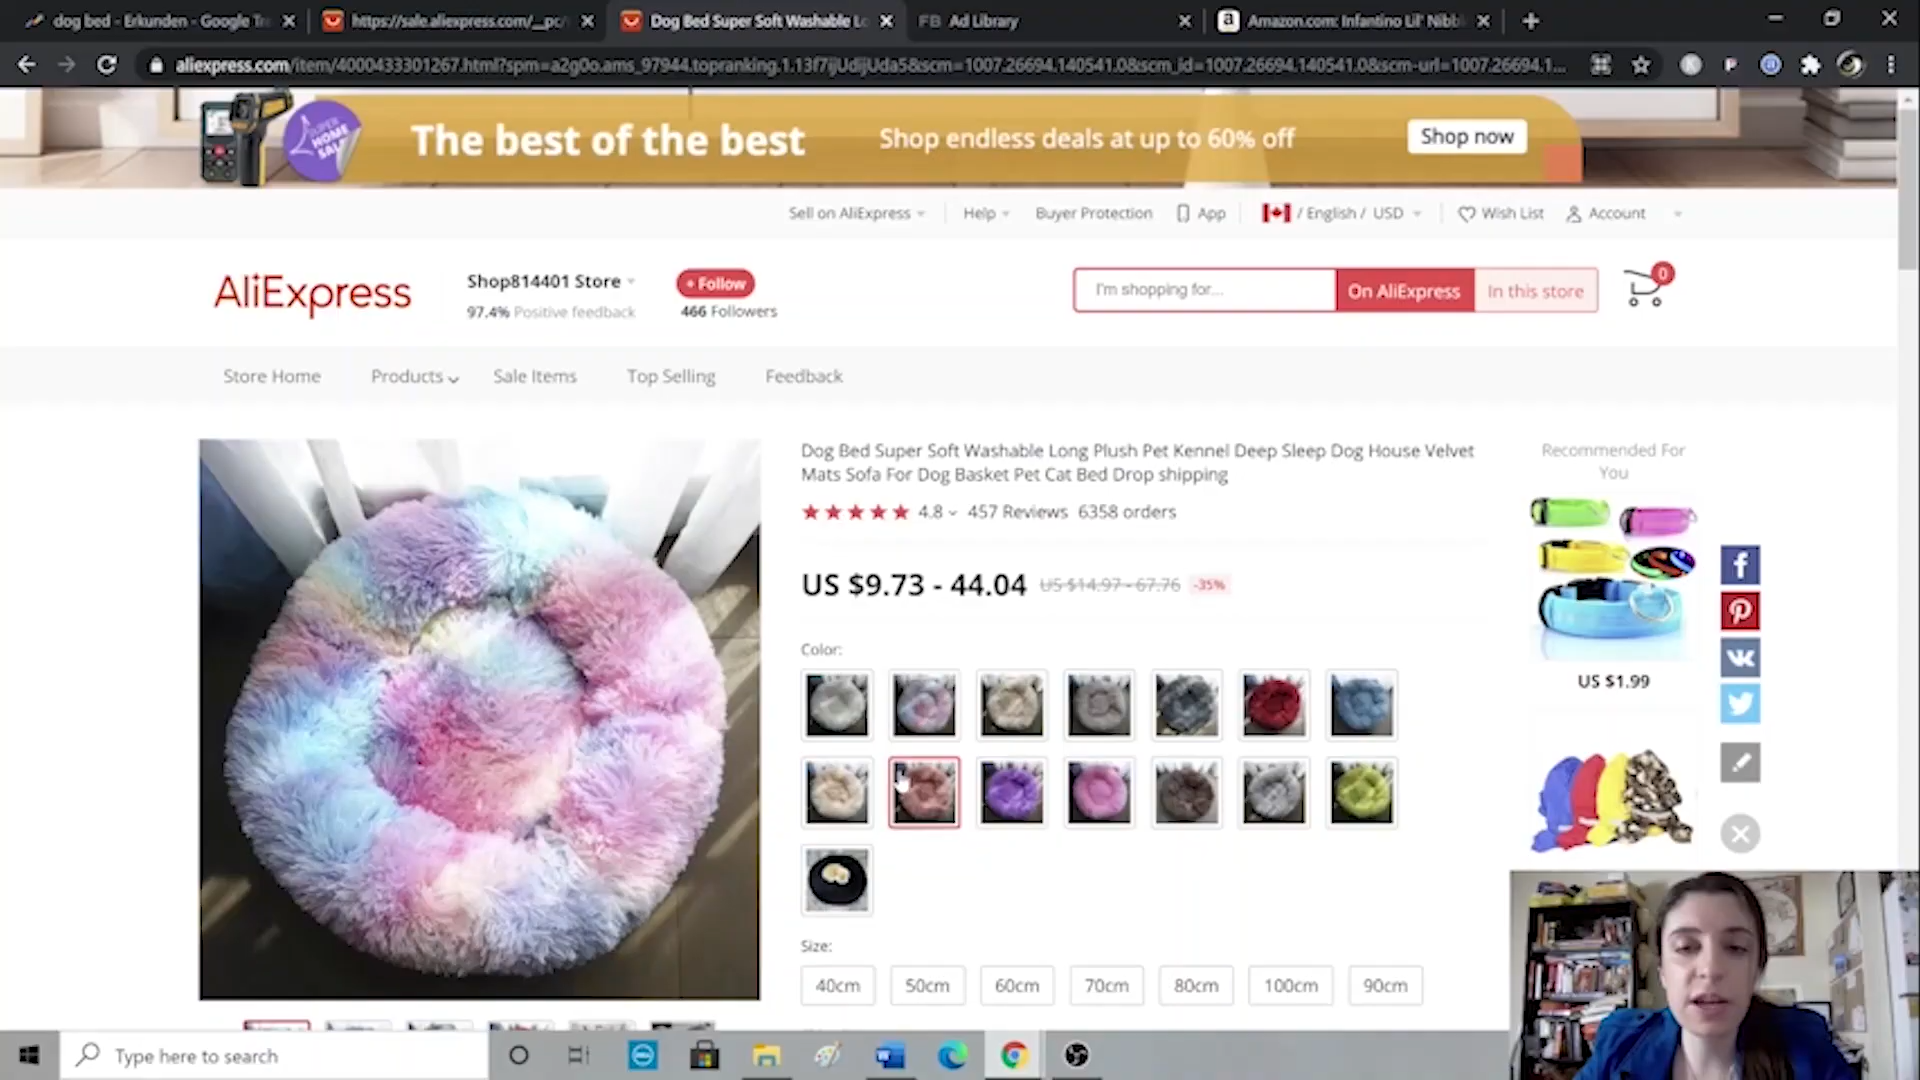 dog bed - Erkunden - Google Tr
https://sale.aliexpress.com/__pc/
Dog Bed Super Soft Washable Lo
FB Ad Library
Amazon.com: Infantino Lil' Nibb
aliexpress.com/item/4000433301267.html?spm=a2g0o.ams_97944.topranking.1.13f7ijUdijUda5&scm=1007.26694.140541.0&scm_id=1007.26694.140541.0&scm-url=1007.26694.1...
SUPER HOME SALE
The best of the best
Shop endless deals at up to 60% off
Shop now
Sell on AliExpress
Help
Buyer Protection
App
/ English / USD
Wish List
Account
AliExpress
Shop814401 Store
+ Follow
97.4% Positive feedback
466 Followers
I'm shopping for...
On AliExpress
In this store
0
Store Home
Products
Sale Items
Top Selling
Feedback
Dog Bed Super Soft Washable Long Plush Pet Kennel Deep Sleep Dog House Velvet
Mats Sofa For Dog Basket Pet Cat Bed Drop shipping
4.8 457 Reviews 6358 orders
US $9.73 - 44.04 US $14.97 - 67.76 -35%
Recommended For
You
US $1.99
Color:
Size:
40cm
50cm
60cm
70cm
80cm
100cm
90cm
Type here to search